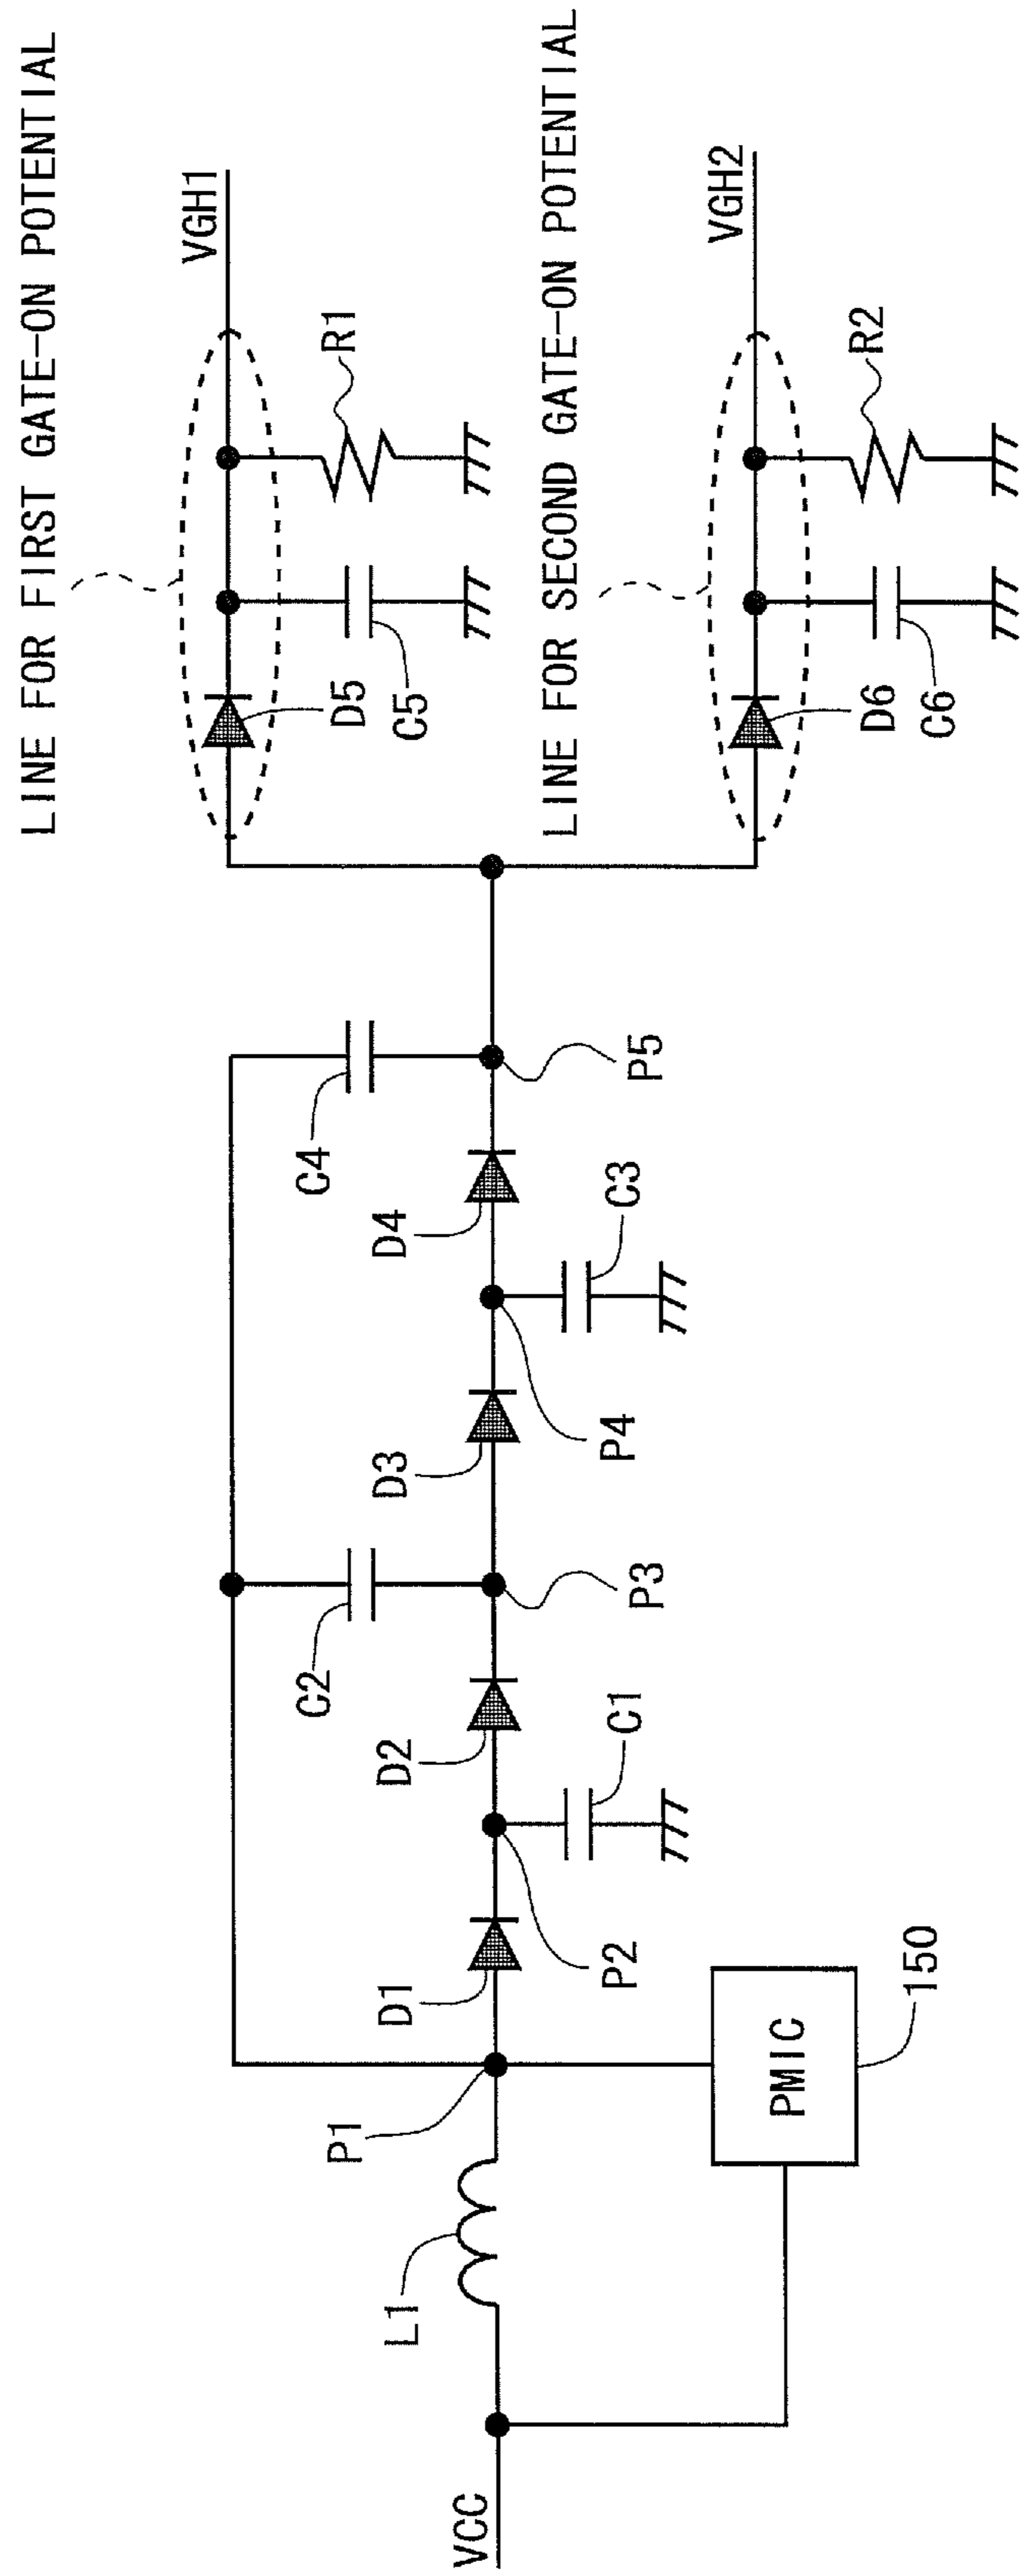 LINE FOR FIRST GATE-ON POTENTIAL
VGH1
R1
D5
C5
LINE FOR SECOND GATE-ON POTENTIAL
VGH2
R2
D6
C6
C4
P5
D4
C3
D3
P4
C2
P3
D2
C1
D1
P2
P1
PMIC
150
L1
VCC